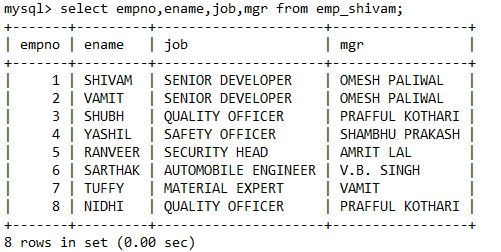 mysql> select empno,ename,job,mgr from emp_shivam;
+-------+---------+---------------------+-----------------+
| empno | ename   | job                 | mgr             |
+-------+---------+---------------------+-----------------+
|     1 | SHIVAM  | SENIOR DEVELOPER    | OMESH PALIWAL   |
|     2 | VAMIT   | SENIOR DEVELOPER    | OMESH PALIWAL   |
|     3 | SHUBH   | QUALITY OFFICER     | PRAFFUL KOTHARI |
|     4 | YASHIL  | SAFETY OFFICER      | SHAMBHU PRAKASH |
|     5 | RANVEER | SECURITY HEAD       | AMRIT LAL       |
|     6 | SARTHAK | AUTOMOBILE ENGINEER | V.B. SINGH      |
|     7 | TUFFY   | MATERIAL EXPERT     | VAMIT           |
|     8 | NIDHI   | QUALITY OFFICER     | PRAFFUL KOTHARI |
+-------+---------+---------------------+-----------------+
8 rows in set (0.00 sec)